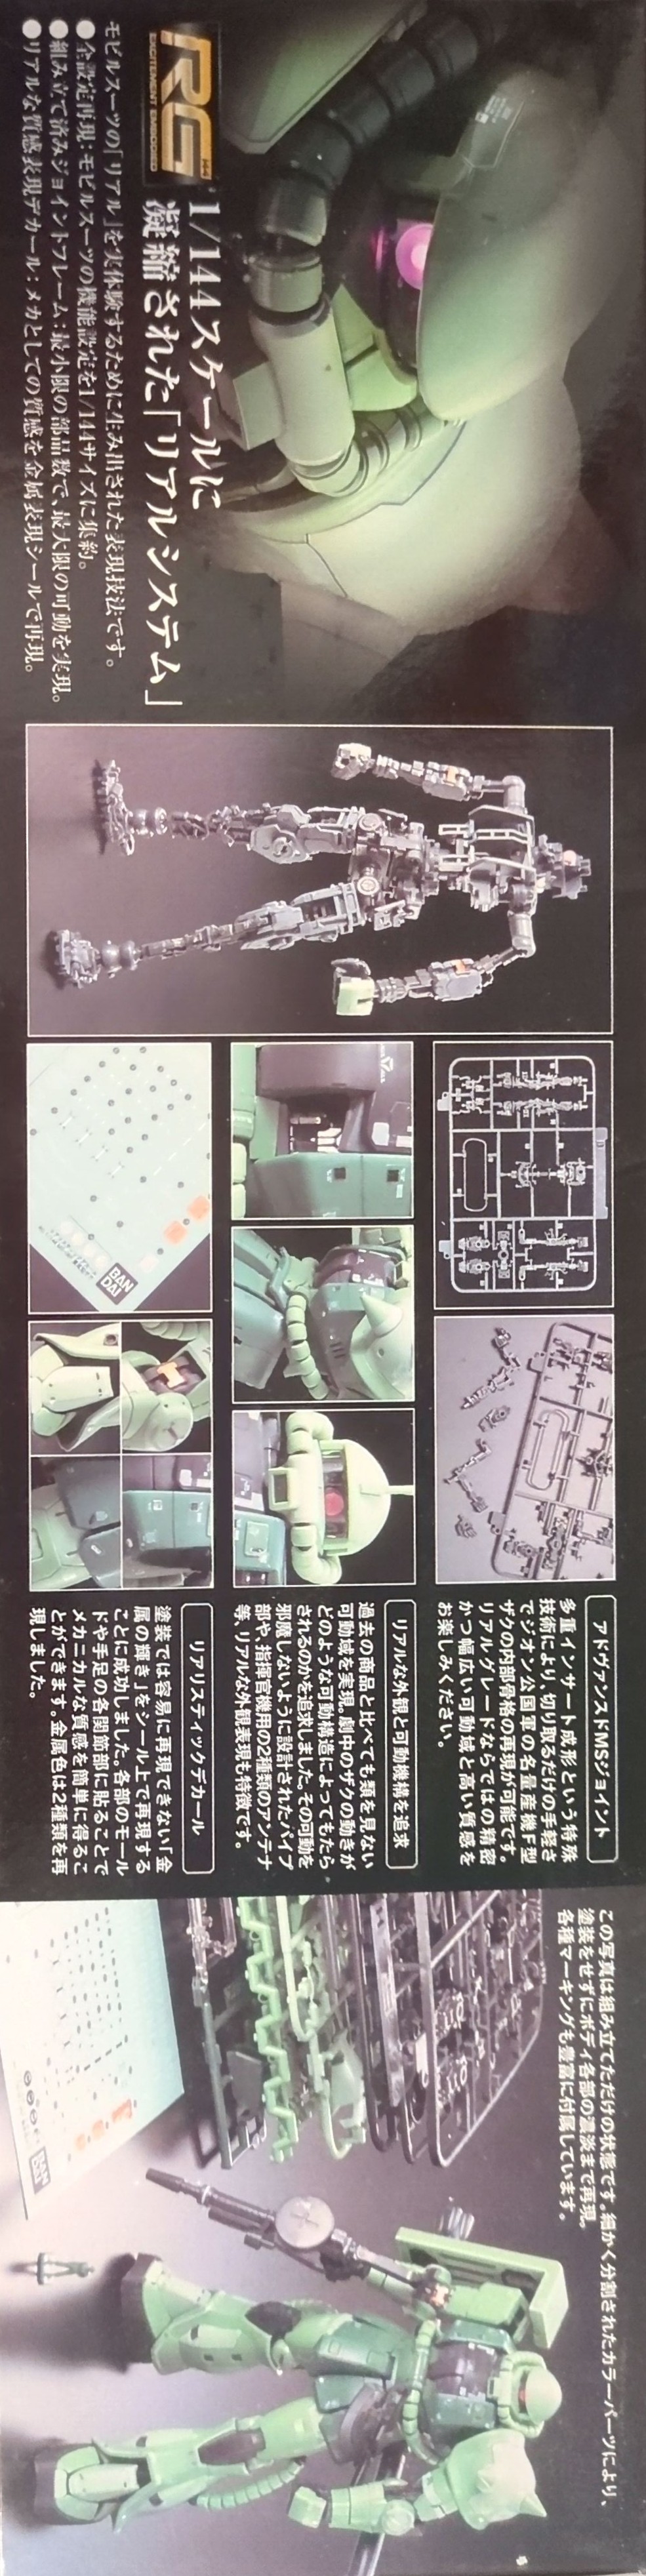 RG
1/144
EXCITEMENT EMBODIED
1/144スケールに
凝縮された「リアルシステム」
モビルスーツの「リアル」を実体験するために生み出された表現技法です。
●全設定再現：モビルスーツの機能設定を1/144サイズに集約。
●組み立て済みジョイントフレーム：最小限の部品数で、最大限の可動を実現。
●リアルな質感表現デカール：メカとしての質感を金属表現シールで再現。
アドヴァンスドMSジョイント
多重インサート成形という特殊
技術により、切り取るだけの手軽さ
でジオン公国軍の名量産機F型
ザクの内部骨格の再現が可能です。
リアルグレードならではの精密
かつ幅広い可動域と高い質感を
お楽しみください。
リアルな外観と可動機構を追求
過去の商品と比べても類を見ない
可動域を実現。劇中のザクの動きが
どのような可動構造によってもたら
されるのかを追求しました。その可動を
邪魔しないように設計されたパイプ
部や、指揮官機用の2種類のアンテナ
等、リアルな外観表現も特徴です。
リアリスティックデカール
塗装では容易に再現できない「金
属の輝き」をシール上で再現する
ことに成功しました。各部のモール
ドや手足の各関節部に貼ることで
メカニカルな質感を簡単に得るこ
とができます。金属色は2種類を再
現しました。
BAN
DAI
この写真は組み立てただけの状態です。細かく分割されたカラーパーツにより、
塗装をせずにボディ各部の濃淡まで再現。
各種マーキングも豊富に付属しています。
BAN
DAI